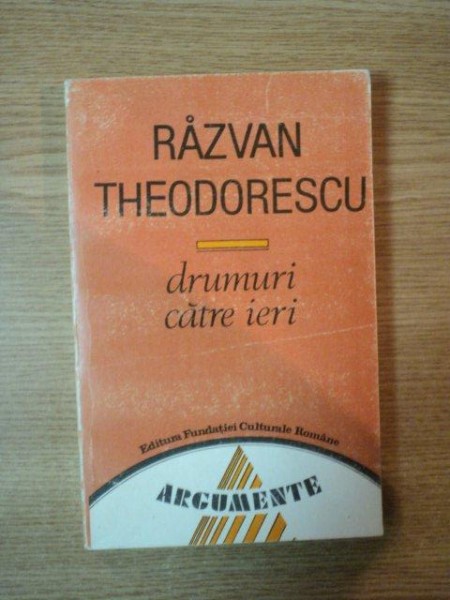 RĂZVAN
THEODORESCU
drumuri
către ieri
Editura Fundației Culturale Române
ARGUMENTE